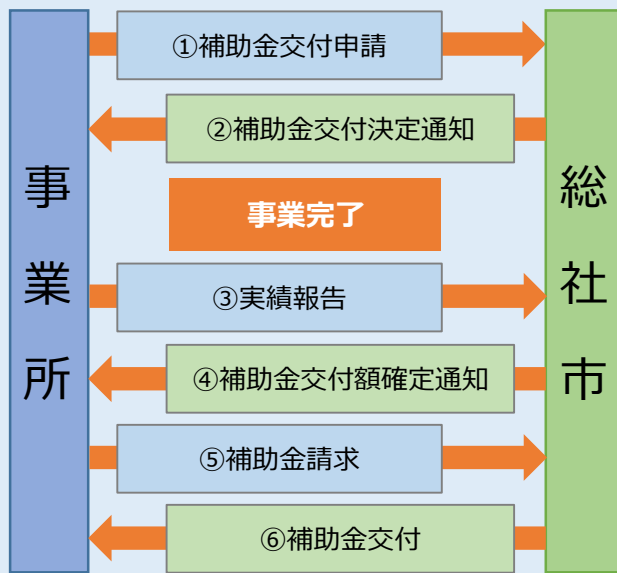 ①補助金交付申請
②補助金交付決定通知
事業完了
③実績報告
④補助金交付額確定通知
⑤補助金請求
⑥補助金交付
事業所
総社市